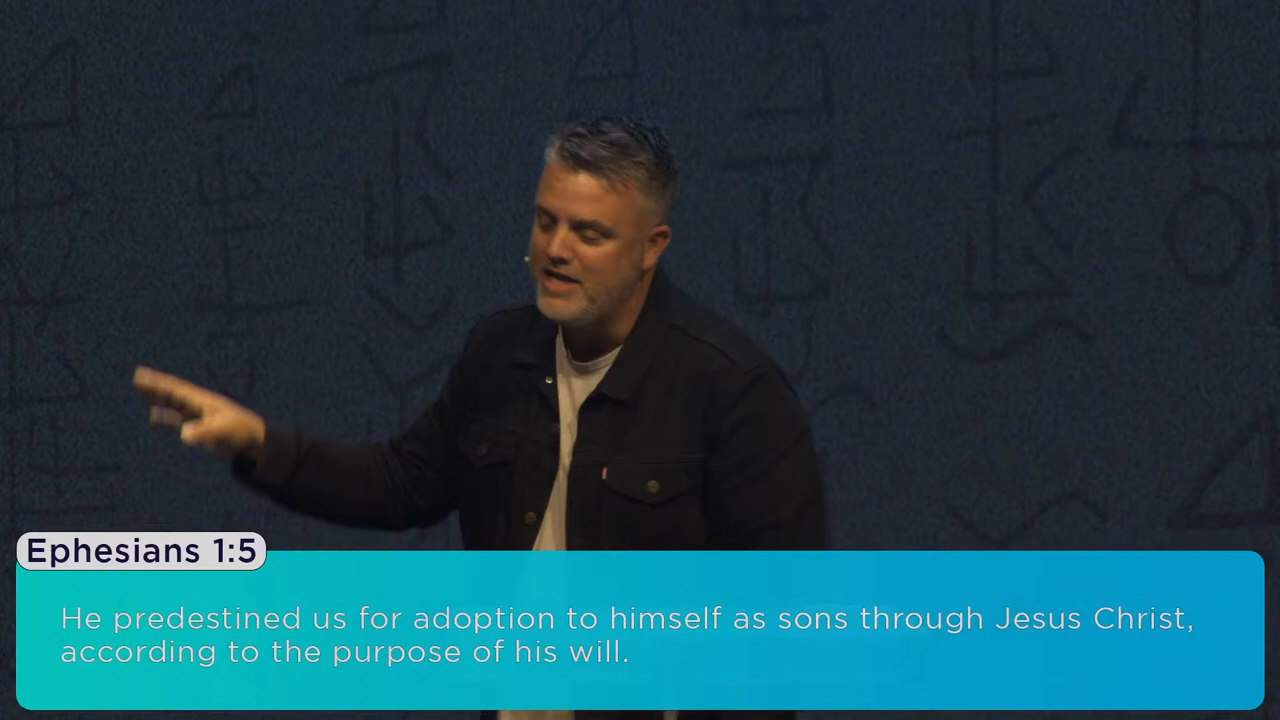 Ephesians 1:5
He predestined us for adoption to himself as sons through Jesus Christ,
according to the purpose of his will.